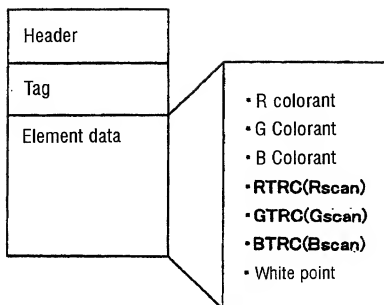 Header
Tag
Element data
• R colorant
• G Colorant
• B Colorant
• RTRC(Rscan)
• GTRC(Gscan)
• BTRC(Bscan)
• White point